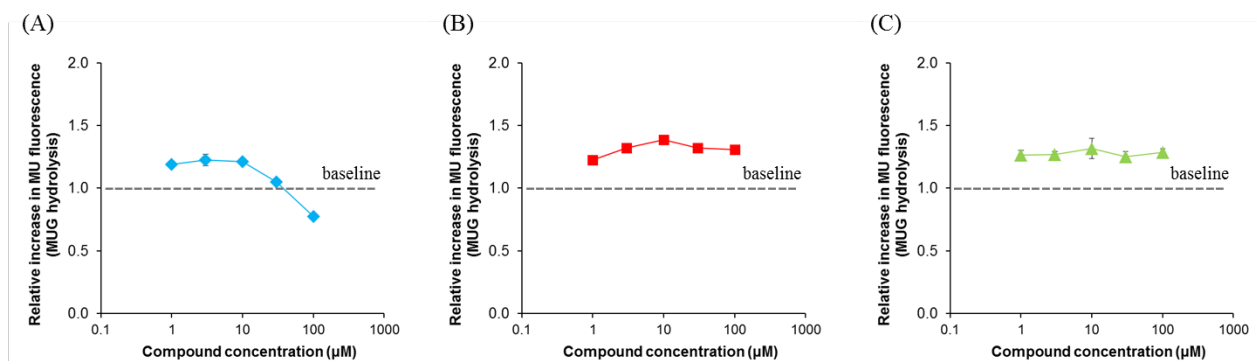 (A)
Relative increase in MU fluorescence
(MUG hydrolysis)
2.0
1.5
1.0
0.5
0.0
baseline
0.1
1
10
100
1000
Compound concentration (µM)
(B)
Relative increase in MU fluorescence
(MUG hydrolysis)
2.0
1.5
1.0
0.5
0.0
baseline
0.1
1
10
100
1000
Compound concentration (µM)
(C)
Relative increase in MU fluorescence
(MUG hydrolysis)
2.0
1.5
1.0
0.5
0.0
baseline
0.1
1
10
100
1000
Compound concentration (µM)